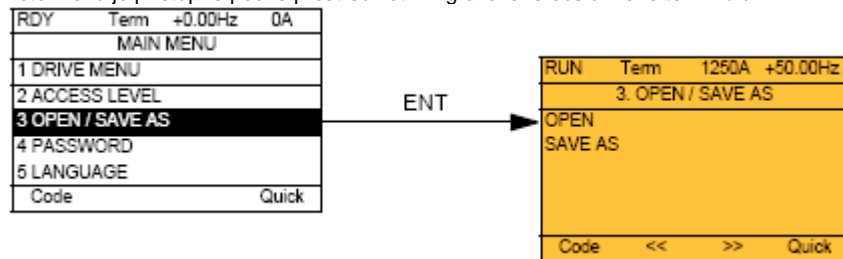 RDY Term +0.00Hz 0A
MAIN MENU
1 DRIVE MENU
2 ACCESS LEVEL
3 OPEN / SAVE AS
4 PASSWORD
5 LANGUAGE
Code Quick
ENT
RUN Term 1250A +50.00Hz
3. OPEN / SAVE AS
OPEN
SAVE AS
Code << >> Quick